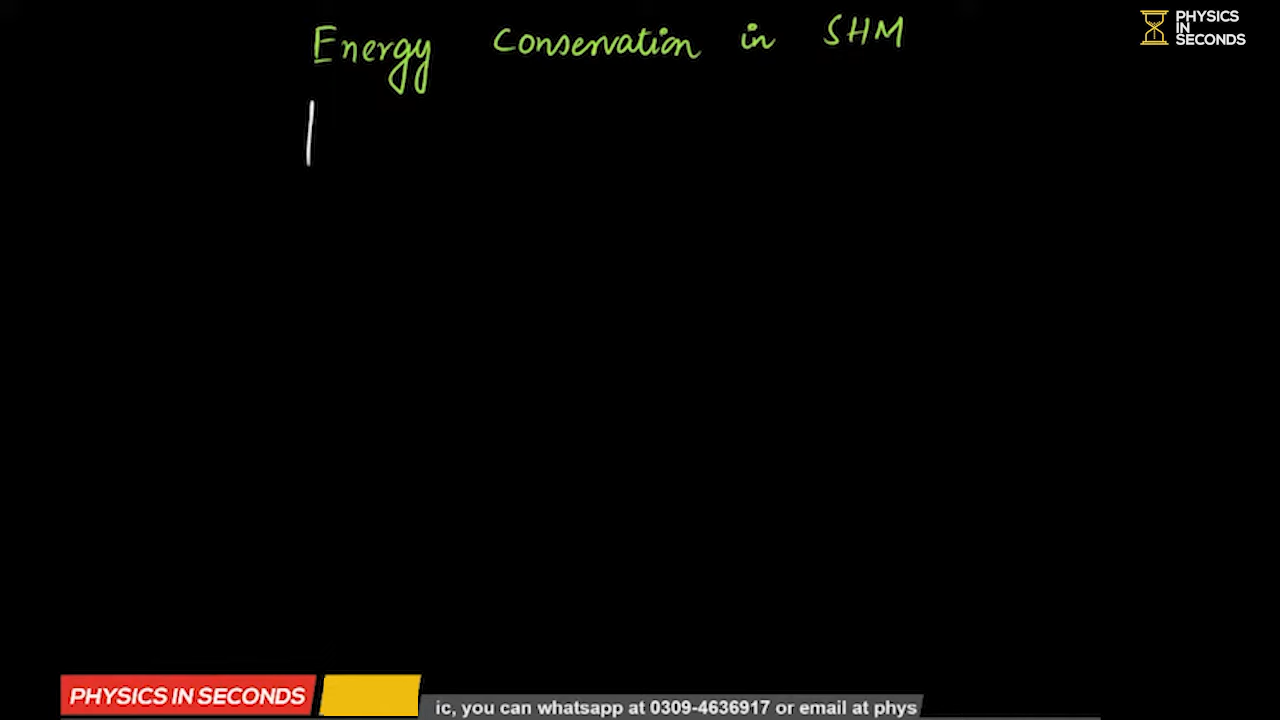 Energy Conservation in SHM
PHYSICS
IN
SECONDS
PHYSICS IN SECONDS
ic, you can whatsapp at 0309-4636917 or email at phys